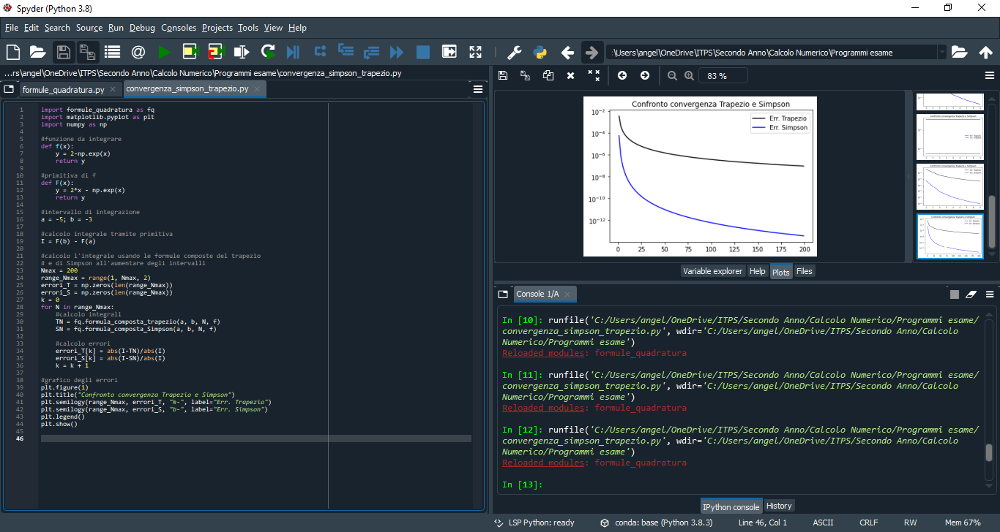 Spyder (Python 3.8)
File Edit Search Source Run Debug Consoles Projects Tools View Help
:\Users\angel\OneDrive\ITPS\Secondo Anno\Calcolo Numerico\Programmi esame
...rs\angel\OneDrive\ITPS\Secondo Anno\Calcolo Numerico\Programmi esame\convergenza_simpson_trapezio.py
formule_quadratura.py
convergenza_simpson_trapezio.py
1 import formule_quadratura as fq
2 import matplotlib.pyplot as plt
3 import numpy as np
4
5 #funzione da integrare
6 def f(x):
7 y = 2-np.exp(x)
8 return y
9
10 #primitiva di f
11 def F(x):
12 y = 2*x - np.exp(x)
13 return y
14
15 #intervallo di integrazione
16 a = -5; b = -3
17
18 #calcolo integrale tramite primitiva
19 I = F(b) - F(a)
20
21 #calcolo l'integrale usando le formule composte del trapezio
22 # e di Simpson all'aumentare degli intervalli
23 Nmax = 200
24 range_Nmax = range(1, Nmax, 2)
25 errori_T = np.zeros(len(range_Nmax))
26 errori_S = np.zeros(len(range_Nmax))
27 k = 0
28 for N in range_Nmax:
29 #calcolo integrali
30 TN = fq.formula_composta_trapezio(a, b, N, f)
31 SN = fq.formula_composta_Simpson(a, b, N, f)
32
33 #calcolo errori
34 errori_T[k] = abs(I-TN)/abs(I)
35 errori_S[k] = abs(I-SN)/abs(I)
36 k = k + 1
37
38 #grafico degli errori
39 plt.figure(1)
40 plt.title("Confronto convergenza Trapezio e Simpson")
41 plt.semilogy(range_Nmax, errori_T, "k-", label="Err. Trapezio")
42 plt.semilogy(range_Nmax, errori_S, "b-", label="Err. Simpson")
43 plt.legend()
44 plt.show()
45
46
83 %
Confronto convergenza Trapezio e Simpson
Err. Trapezio
Err. Simpson
10⁻²
10⁻⁴
10⁻⁶
10⁻⁸
10⁻¹⁰
10⁻¹²
0 25 50 75 100 125 150 175 200
Variable explorer Help Plots Files
Console 1/A
In [10]: runfile('C:/Users/angel/OneDrive/ITPS/Secondo Anno/Calcolo Numerico/Programmi esame/
convergenza_simpson_trapezio.py', wdir='C:/Users/angel/OneDrive/ITPS/Secondo Anno/Calcolo
Numerico/Programmi esame')
Reloaded modules: formule_quadratura
In [11]: runfile('C:/Users/angel/OneDrive/ITPS/Secondo Anno/Calcolo Numerico/Programmi esame/
convergenza_simpson_trapezio.py', wdir='C:/Users/angel/OneDrive/ITPS/Secondo Anno/Calcolo
Numerico/Programmi esame')
Reloaded modules: formule_quadratura
In [12]: runfile('C:/Users/angel/OneDrive/ITPS/Secondo Anno/Calcolo Numerico/Programmi esame/
convergenza_simpson_trapezio.py', wdir='C:/Users/angel/OneDrive/ITPS/Secondo Anno/Calcolo
Numerico/Programmi esame')
Reloaded modules: formule_quadratura
In [13]:
IPython console History
LSP Python: ready conda: base (Python 3.8.3) Line 46, Col 1 ASCII CRLF RW Mem 67%